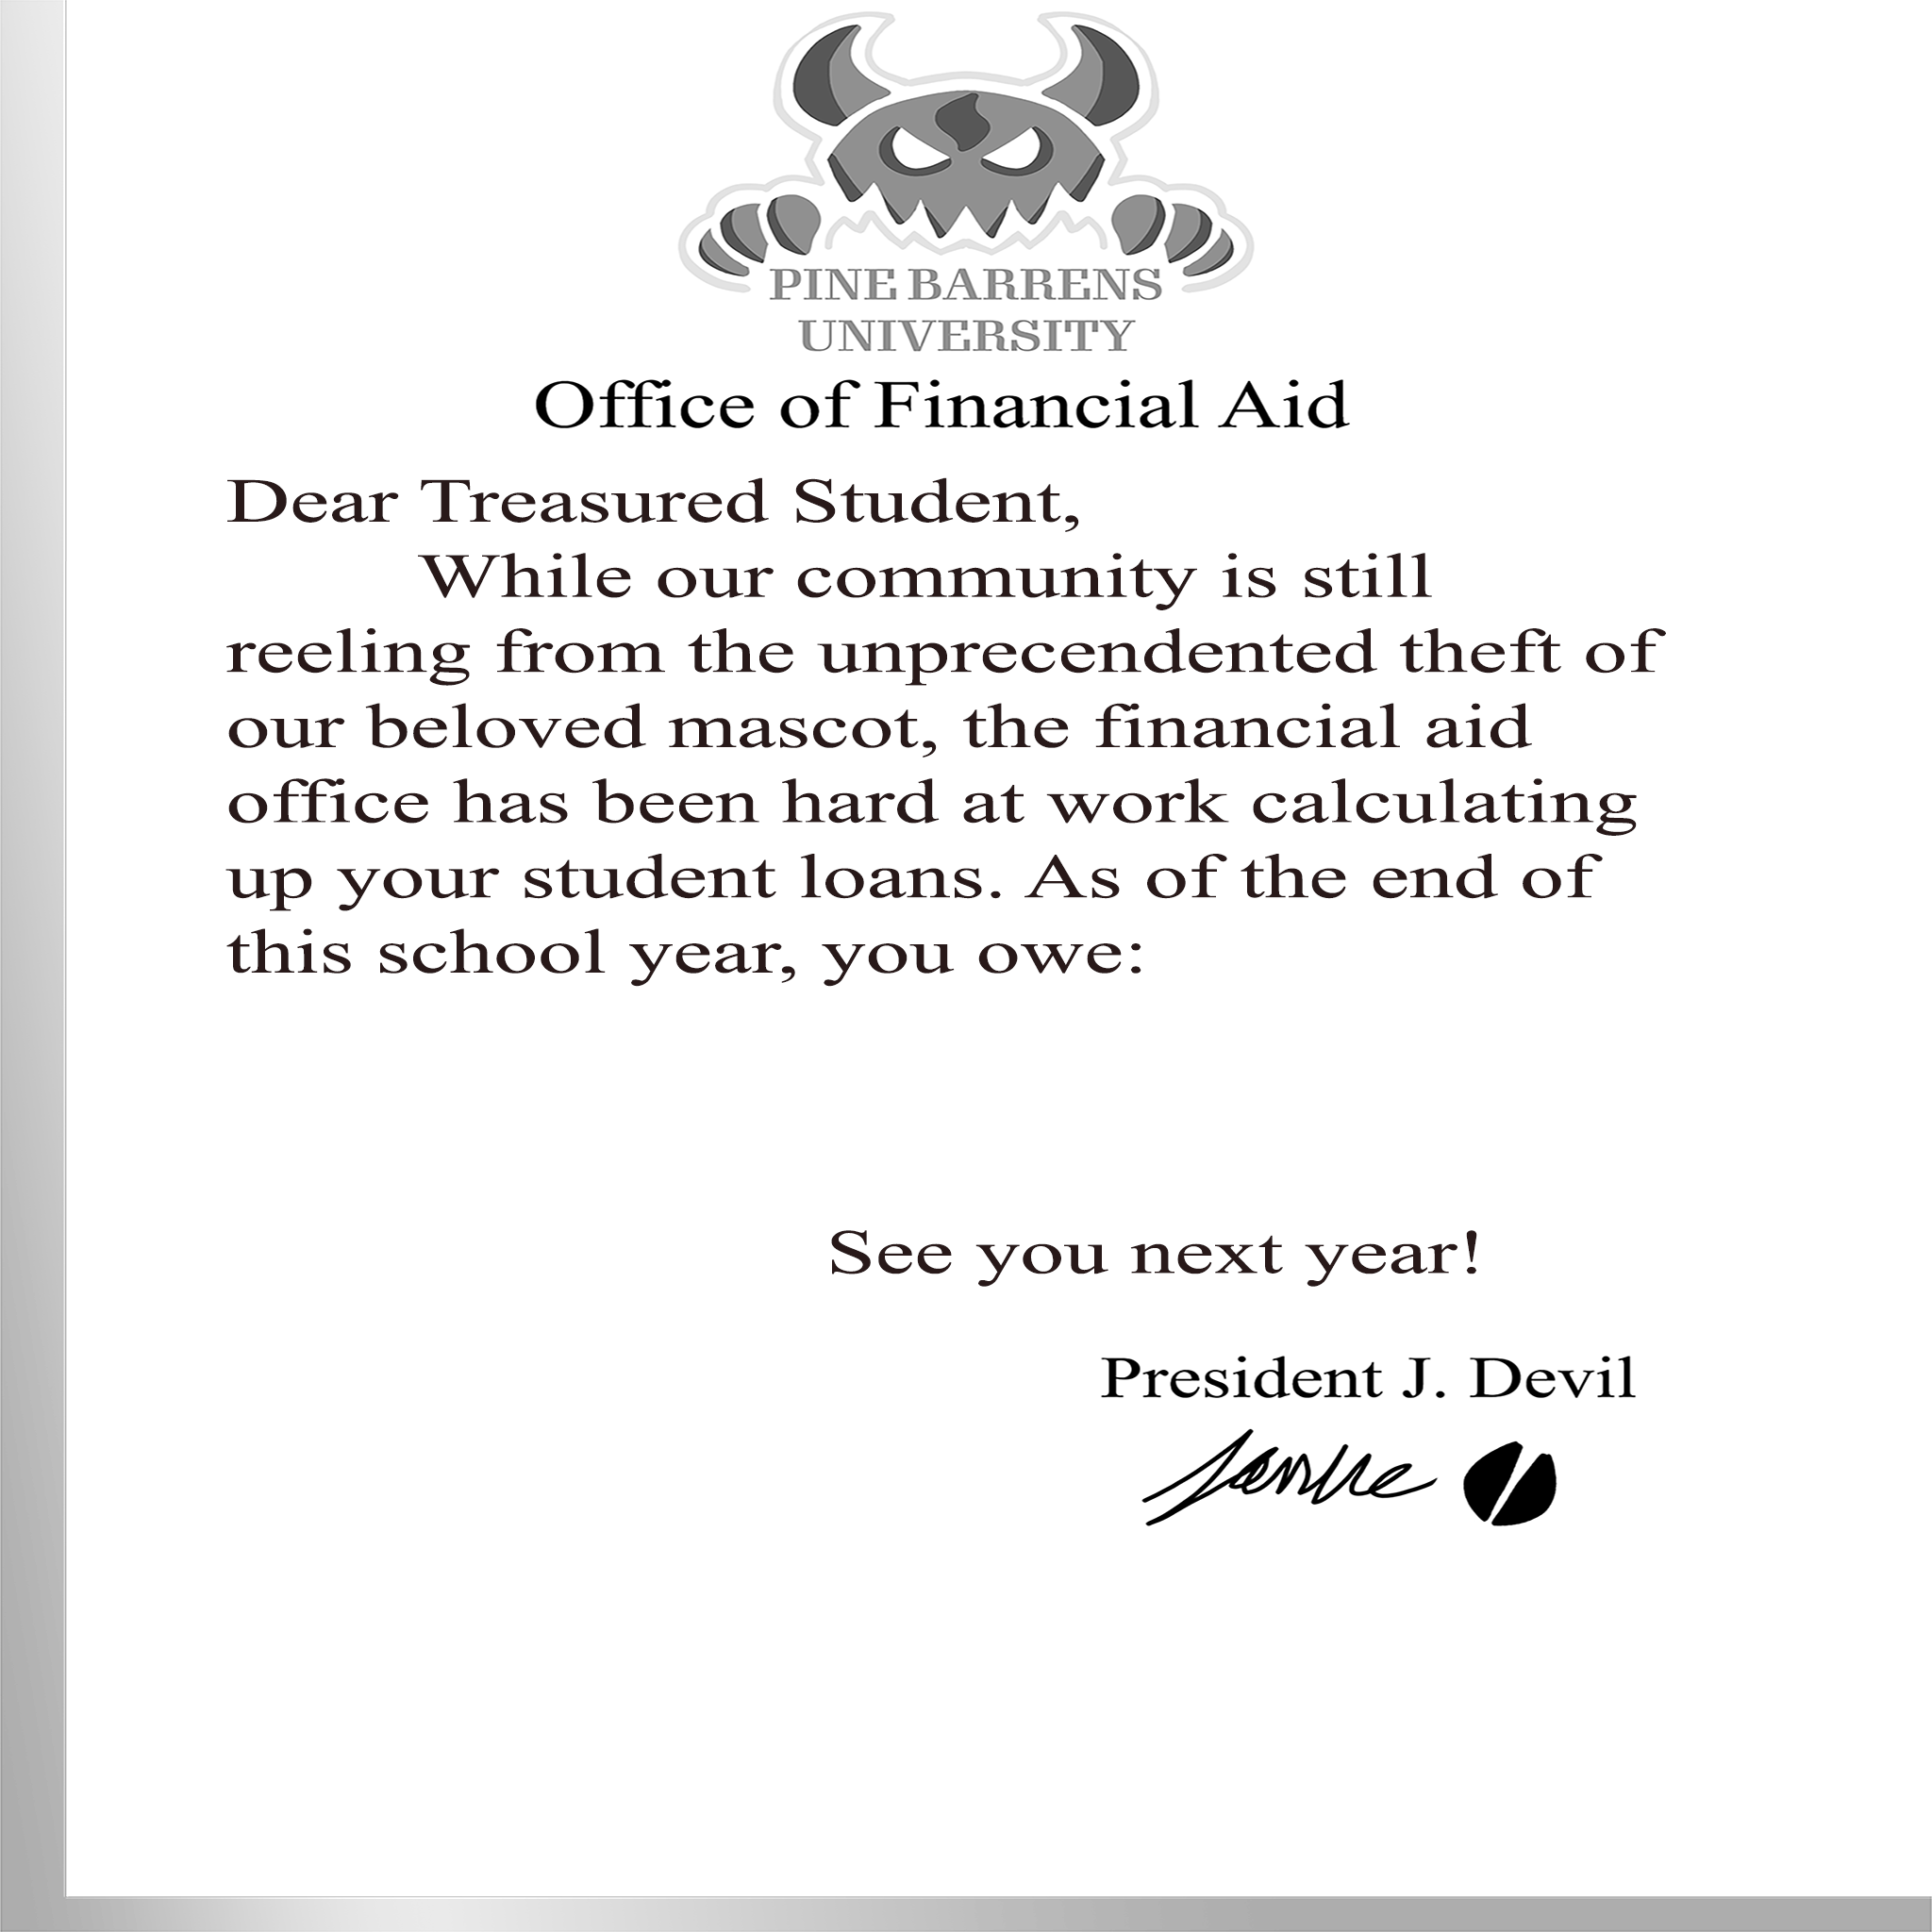 PINE BARRENS
UNIVERSITY
Office of Financial Aid
Dear Treasured Student,
While our community is still
reeling from the unprecendented theft of
our beloved mascot, the financial aid
office has been hard at work calculating
up your student loans. As of the end of
this school year, you owe:
See you next year!
President J. Devil